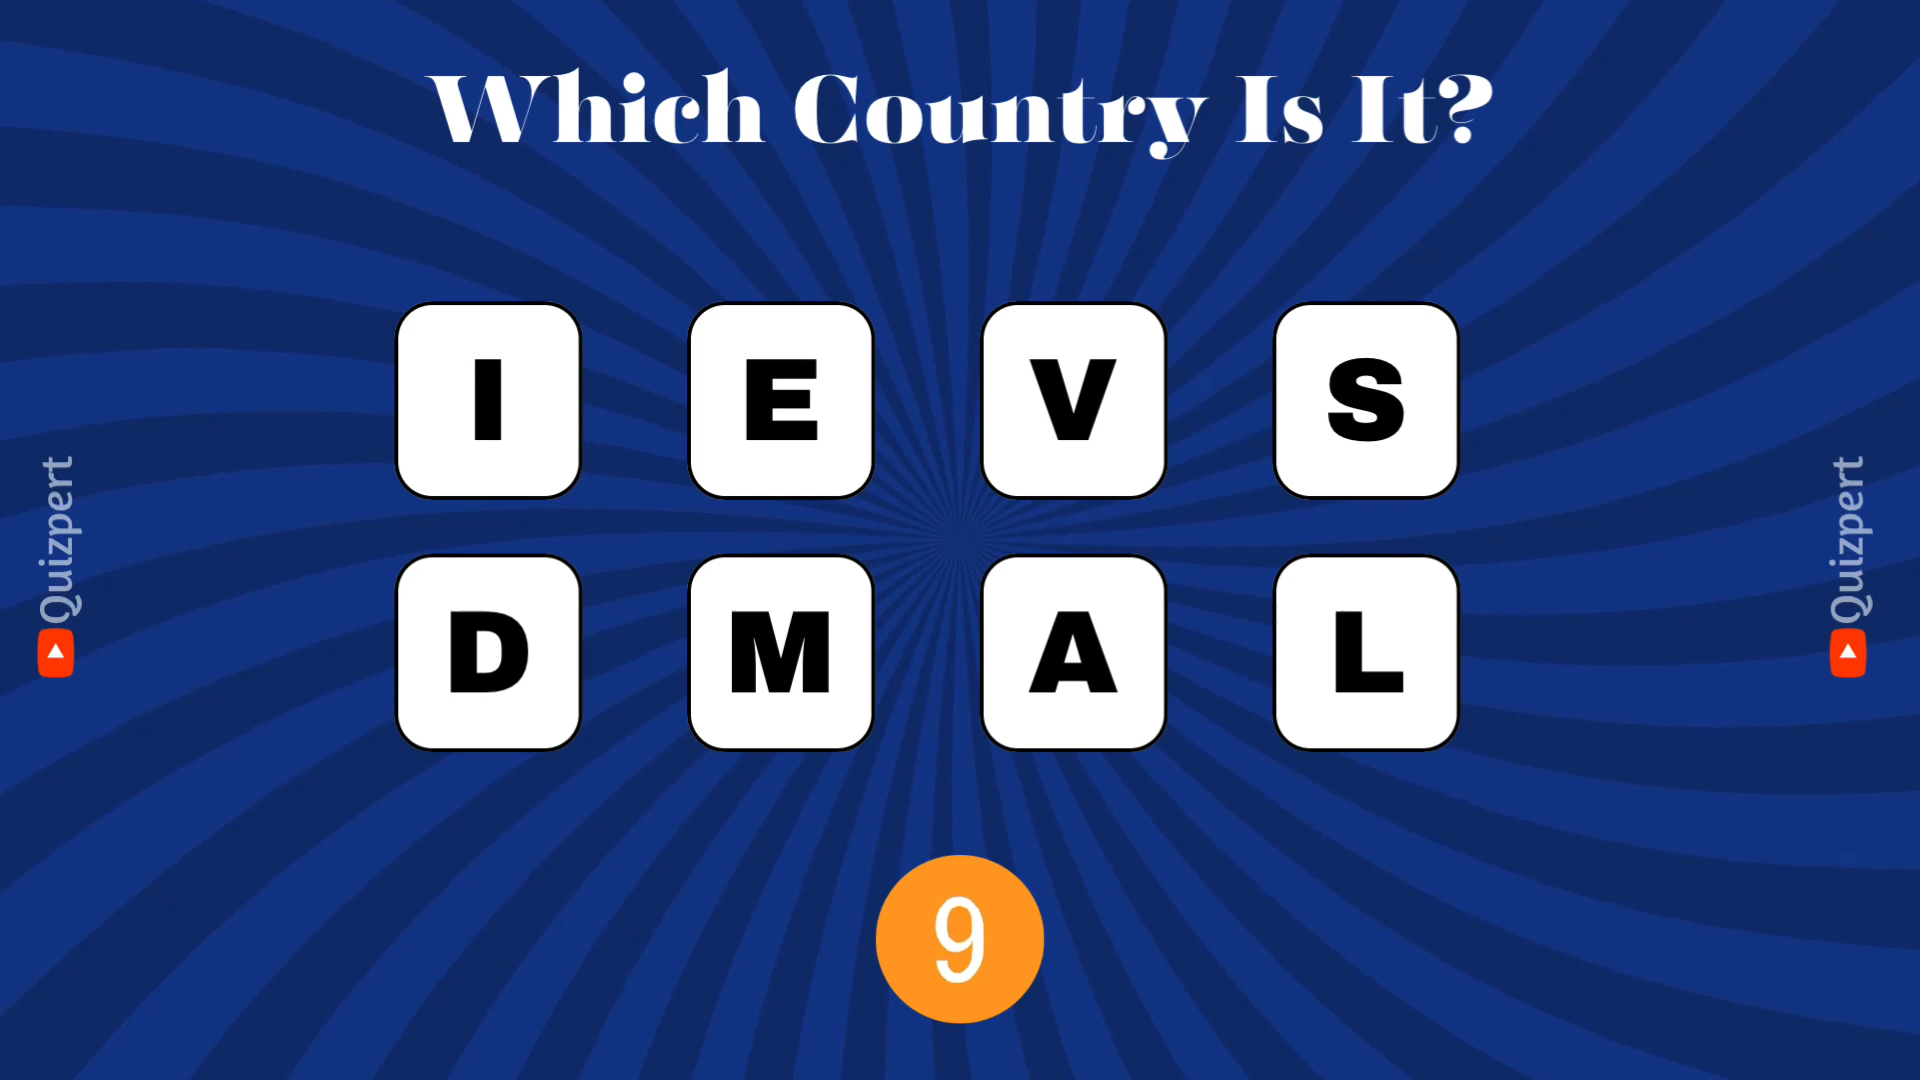 Which Country Is It?
I E V S
D M A L
9
Quizpert
Quizpert